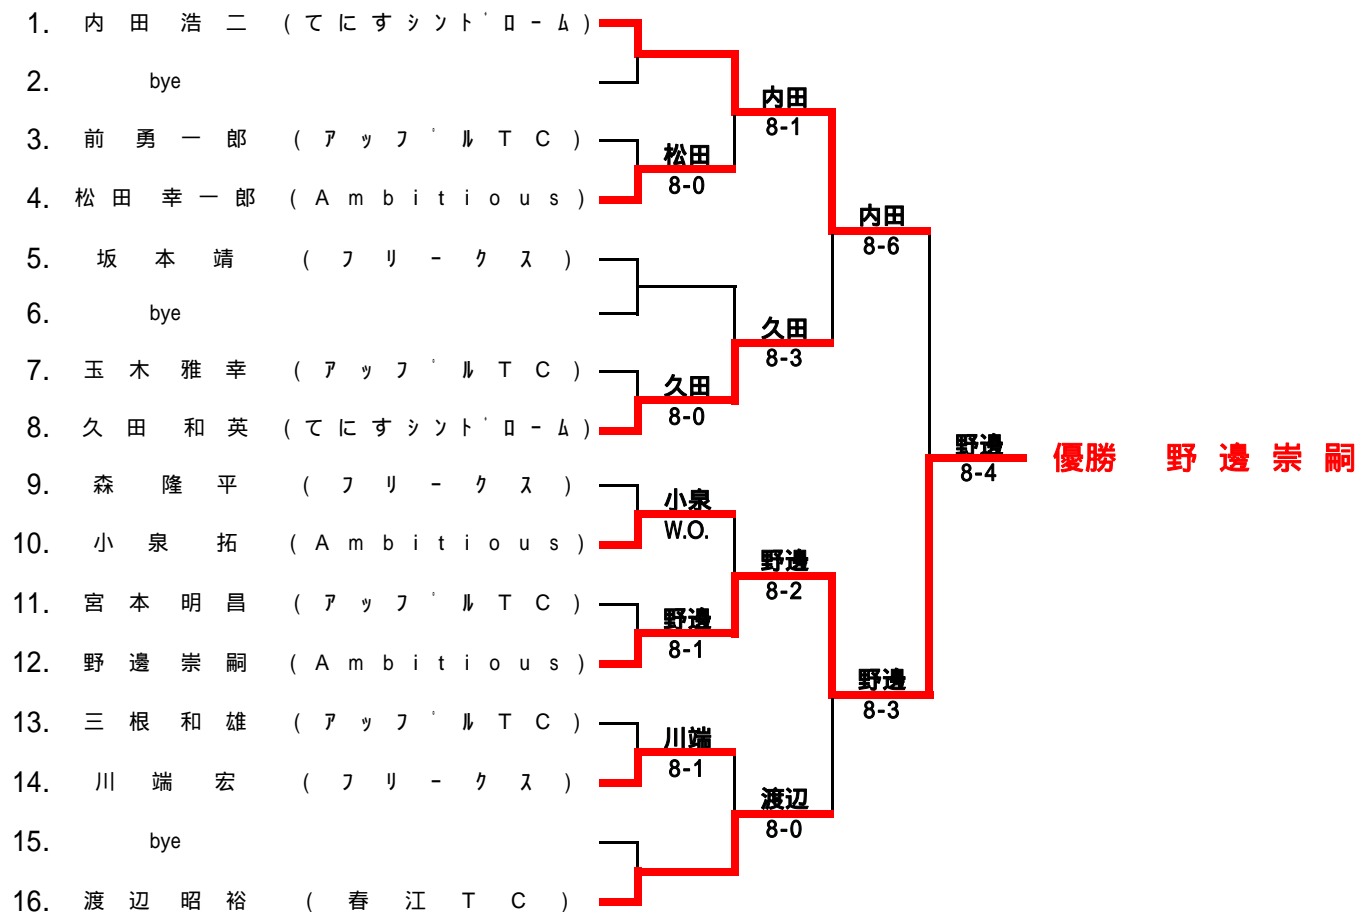 1. 内田浩二 (てにすｼﾝﾄﾞﾛｰﾑ)
2. bye
3. 前勇一郎 (ｱｯﾌﾟﾙTC)
4. 松田幸一郎 (Ambitious)
5. 坂本靖 (ﾌﾘｰｸｽ)
6. bye
7. 玉木雅幸 (ｱｯﾌﾟﾙTC)
8. 久田和英 (てにすｼﾝﾄﾞﾛｰﾑ)
9. 森隆平 (ﾌﾘｰｸｽ)
10. 小泉拓 (Ambitious)
11. 宮本明昌 (ｱｯﾌﾟﾙTC)
12. 野邊崇嗣 (Ambitious)
13. 三根和雄 (ｱｯﾌﾟﾙTC)
14. 川端宏 (ﾌﾘｰｸｽ)
15. bye
16. 渡辺昭裕 (春江TC)
松田
8-0
久田
8-0
小泉
W.O.
野邊
8-1
川端
8-1
内田
8-1
久田
8-3
野邊
8-2
渡辺
8-0
内田
8-6
野邊
8-3
野邊
8-4
優勝 野邊崇嗣